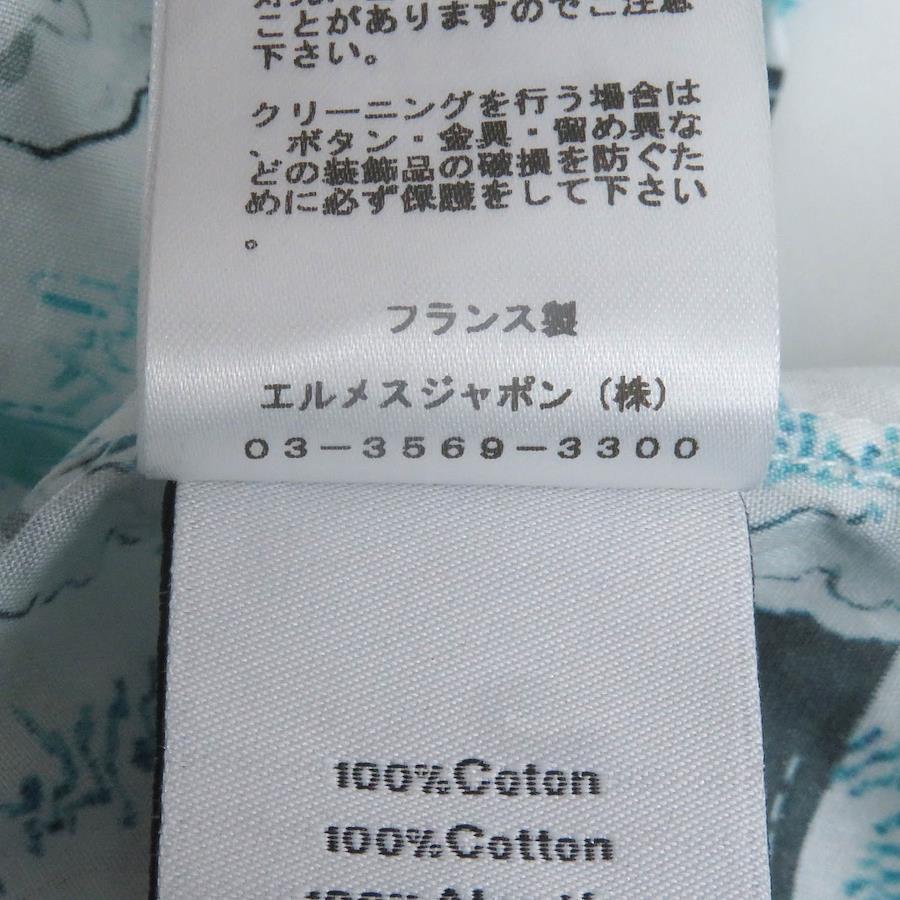 ことがありますのでご注意
下さい。
クリーニングを行う場合は
、ボタン・金具・留め具な
どの装飾品の破損を防ぐた
めに必ず保護をして下さい
。
フランス製
エルメスジャポン（株）
０３－３５６９－３３００
100%Coton
100%Cotton